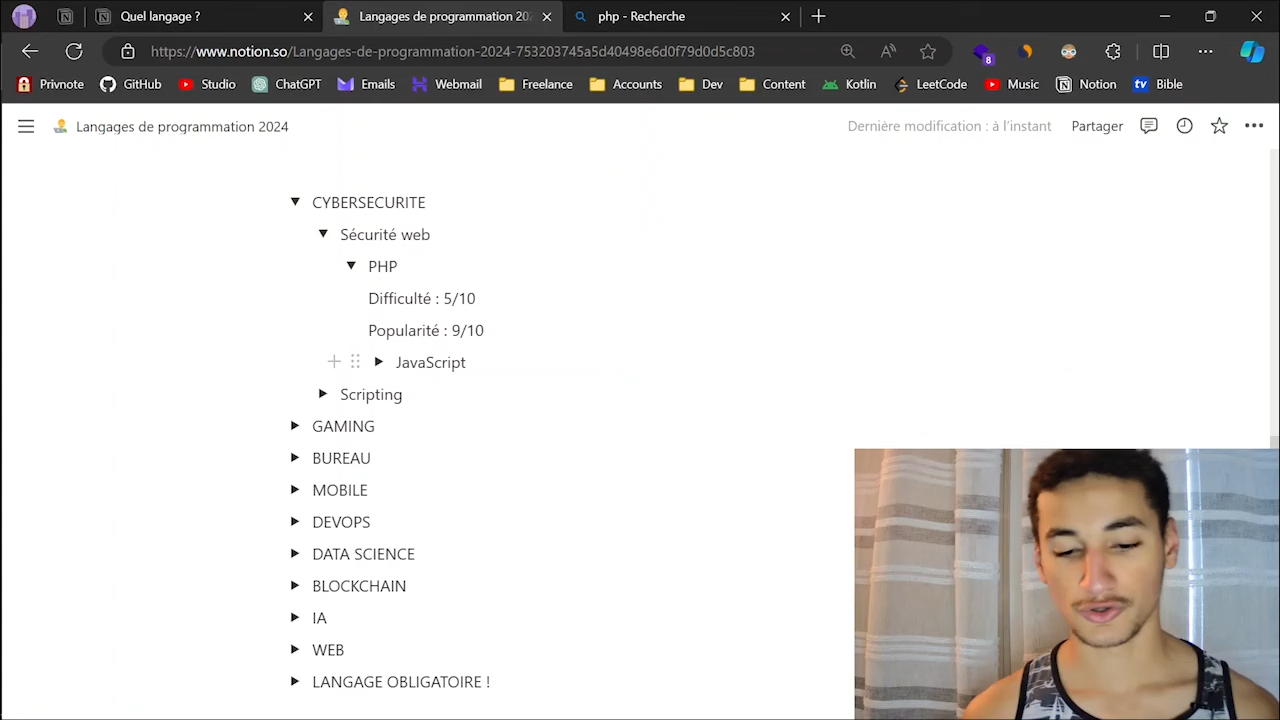 Quel langage ?
Langages de programmation 202
php - Recherche
https://www.notion.so/Langages-de-programmation-2024-753203745a5d40498e6d0f79d0d5c803
8
Privnote
GitHub
Studio
ChatGPT
Emails
Webmail
Freelance
Accounts
Dev
Content
Kotlin
LeetCode
Music
Notion
tv Bible
Langages de programmation 2024
Dernière modification : à l'instant
Partager
CYBERSECURITE
Sécurité web
PHP
Difficulté : 5/10
Popularité : 9/10
JavaScript
Scripting
GAMING
BUREAU
MOBILE
DEVOPS
DATA SCIENCE
BLOCKCHAIN
IA
WEB
LANGAGE OBLIGATOIRE !